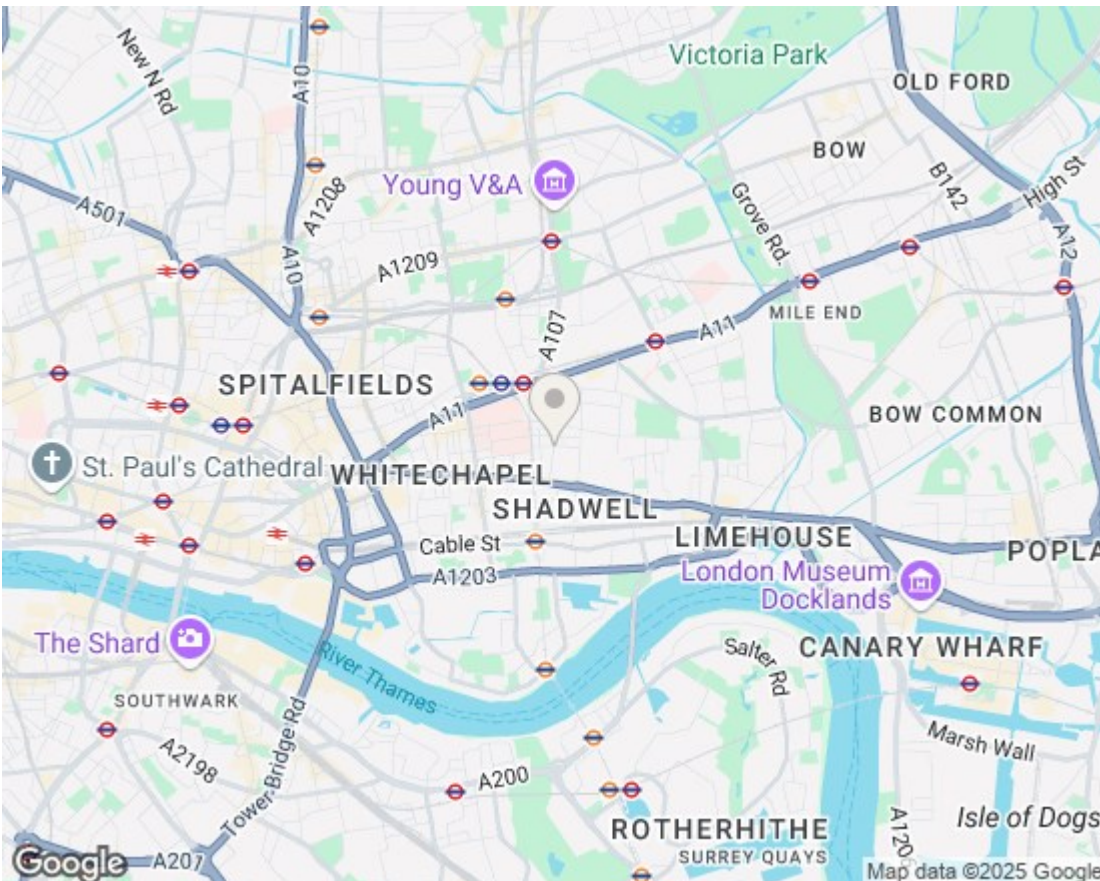 New N Rd
A10
Victoria Park
OLD FORD
BOW
B142
High St
Young V&A
A1208
A501
Grove Rd.
A12
A10
A1209
MILE END
A107
A11
SPITALFIELDS
A11
BOW COMMON
St. Paul's Cathedral
WHITECHAPEL
SHADWELL
Cable St
LIMEHOUSE
POPLA
A1203
London Museum
Docklands
The Shard
River Thames
Salter Rd
CANARY WHARF
SOUTHWARK
Marsh Wall
A2198
Tower Bridge Rd
A200
Isle of Dogs
ROTHERHITHE
SURREY QUAYS
Google
A201
Map data ©2025 Google